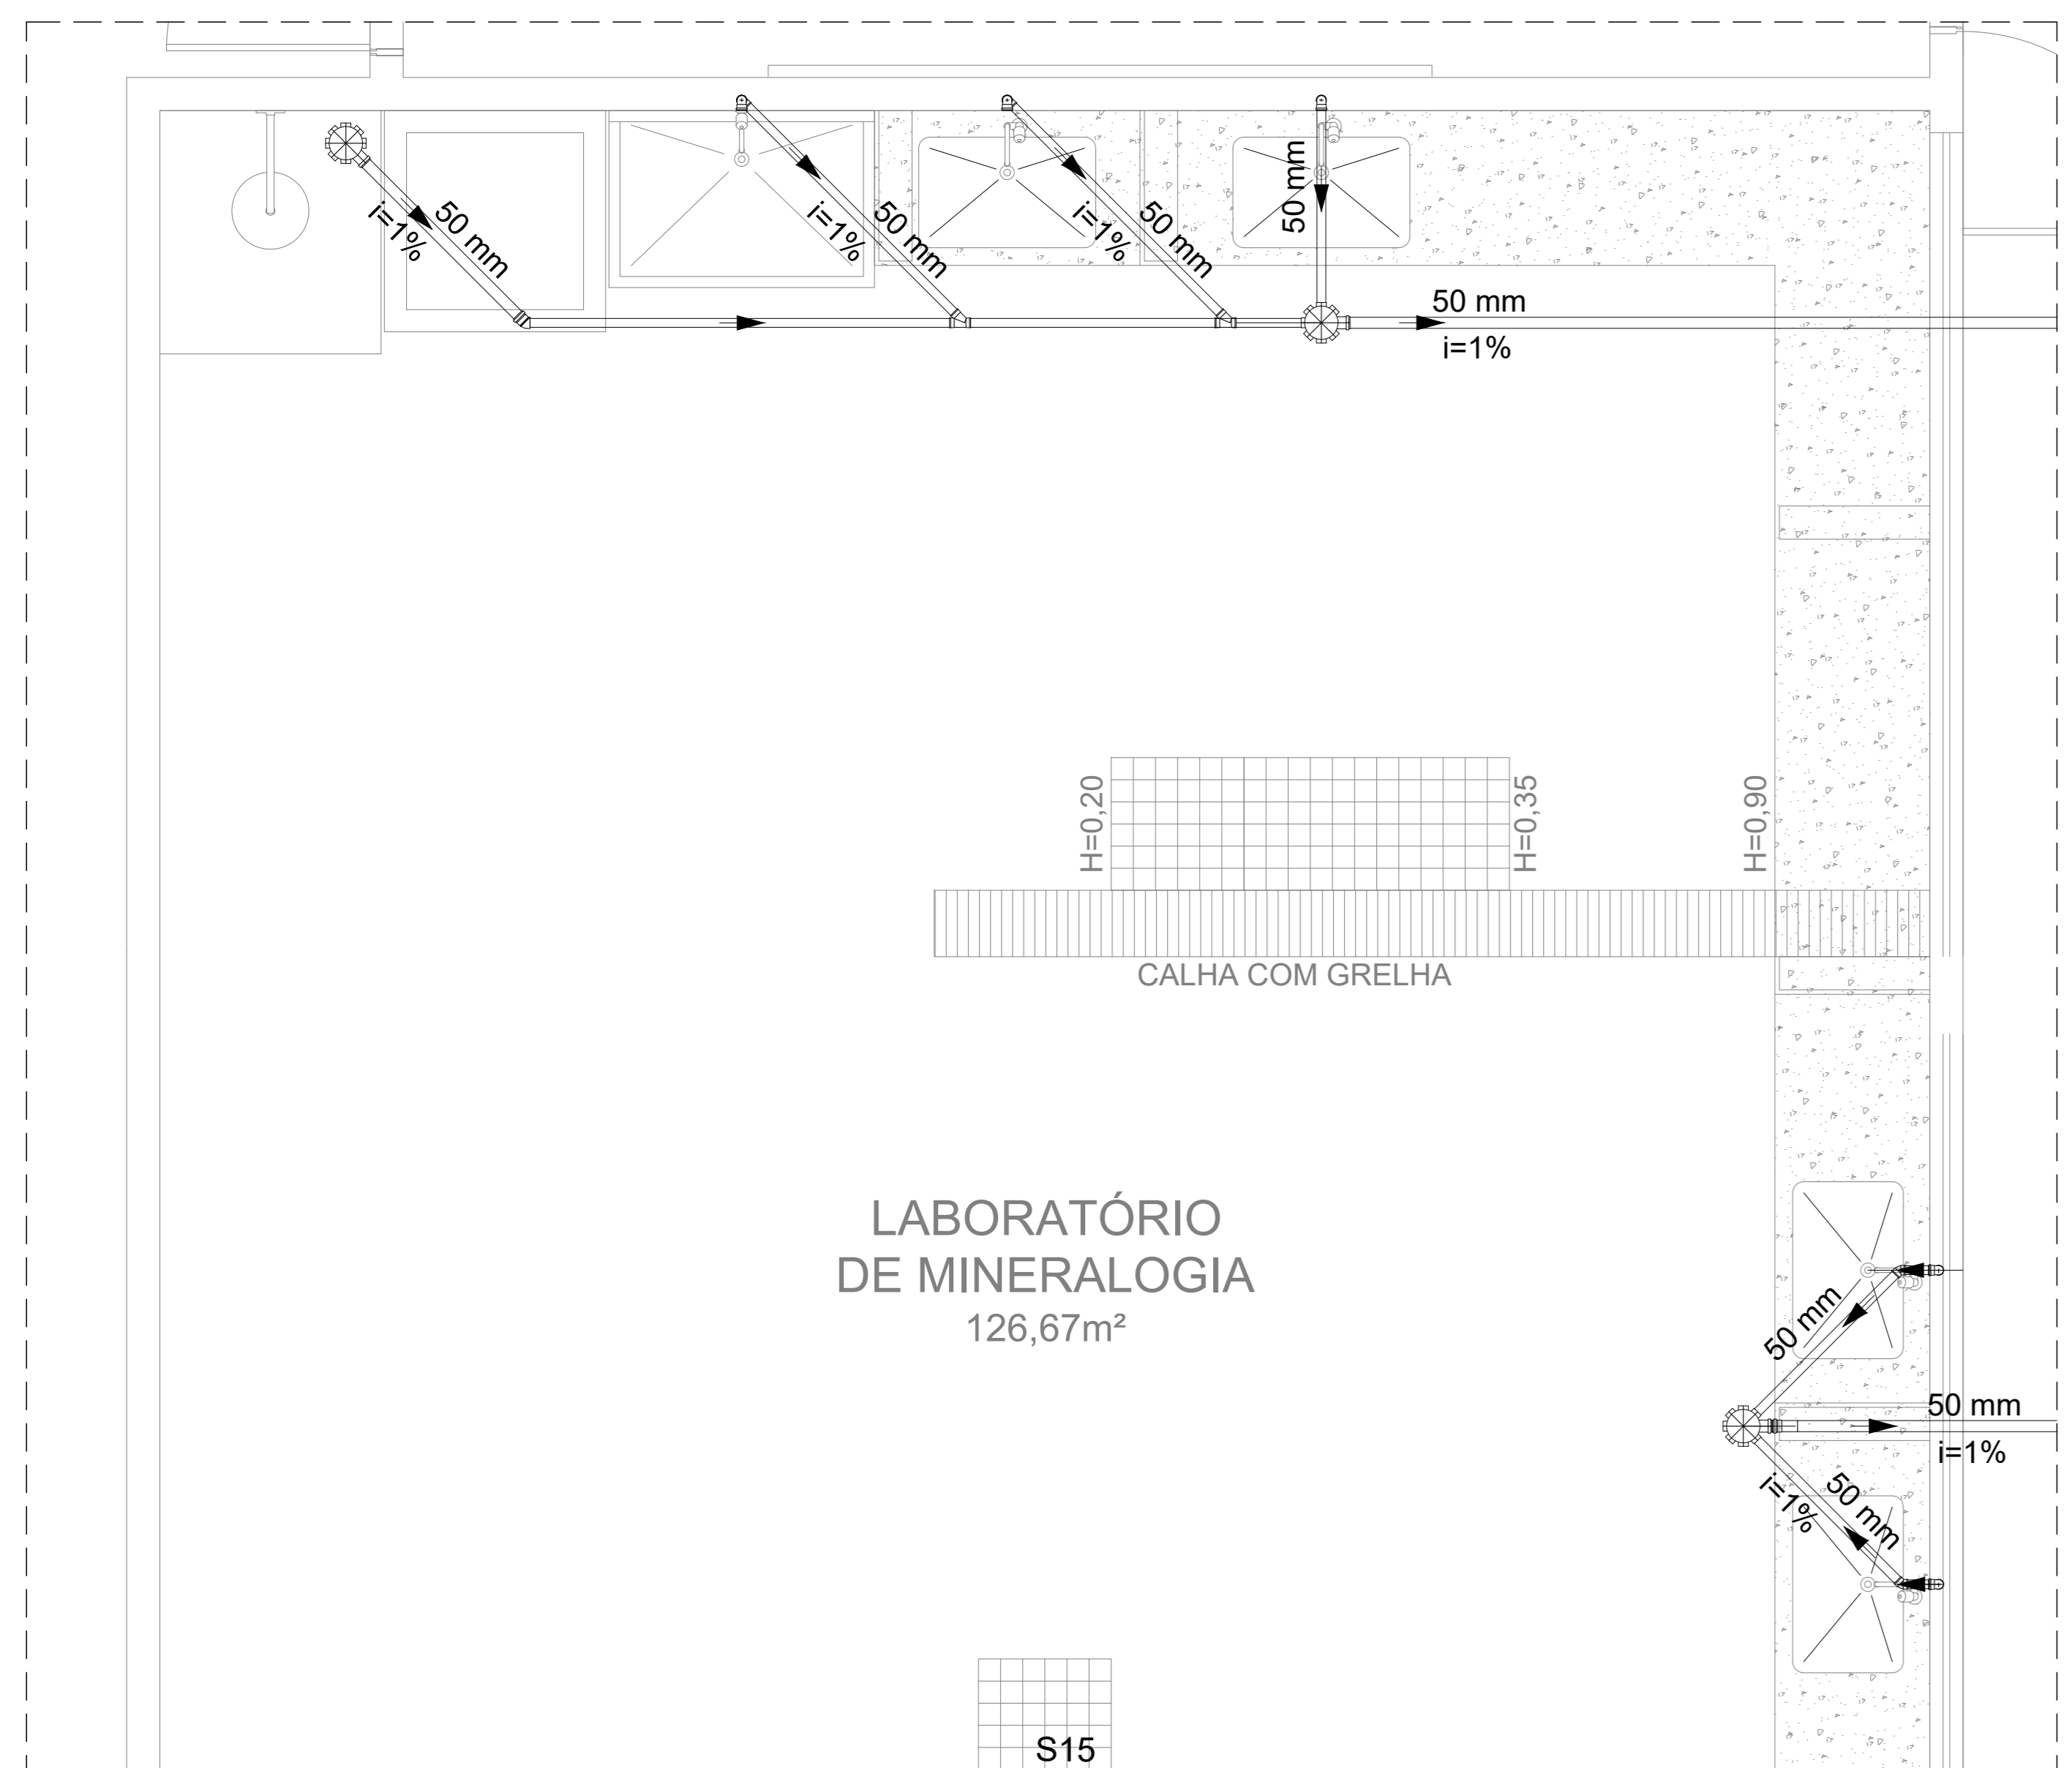 50 mm
i=1%
50 mm
i=1%
50 mm
i=1%
50 mm
50 mm
i=1%
H=0,20
H=0,35
H=0,90
CALHA COM GRELHA
LABORATÓRIO
DE MINERALOGIA
126,67m²
50 mm
50 mm
i=1%
50 mm
i=1%
S15